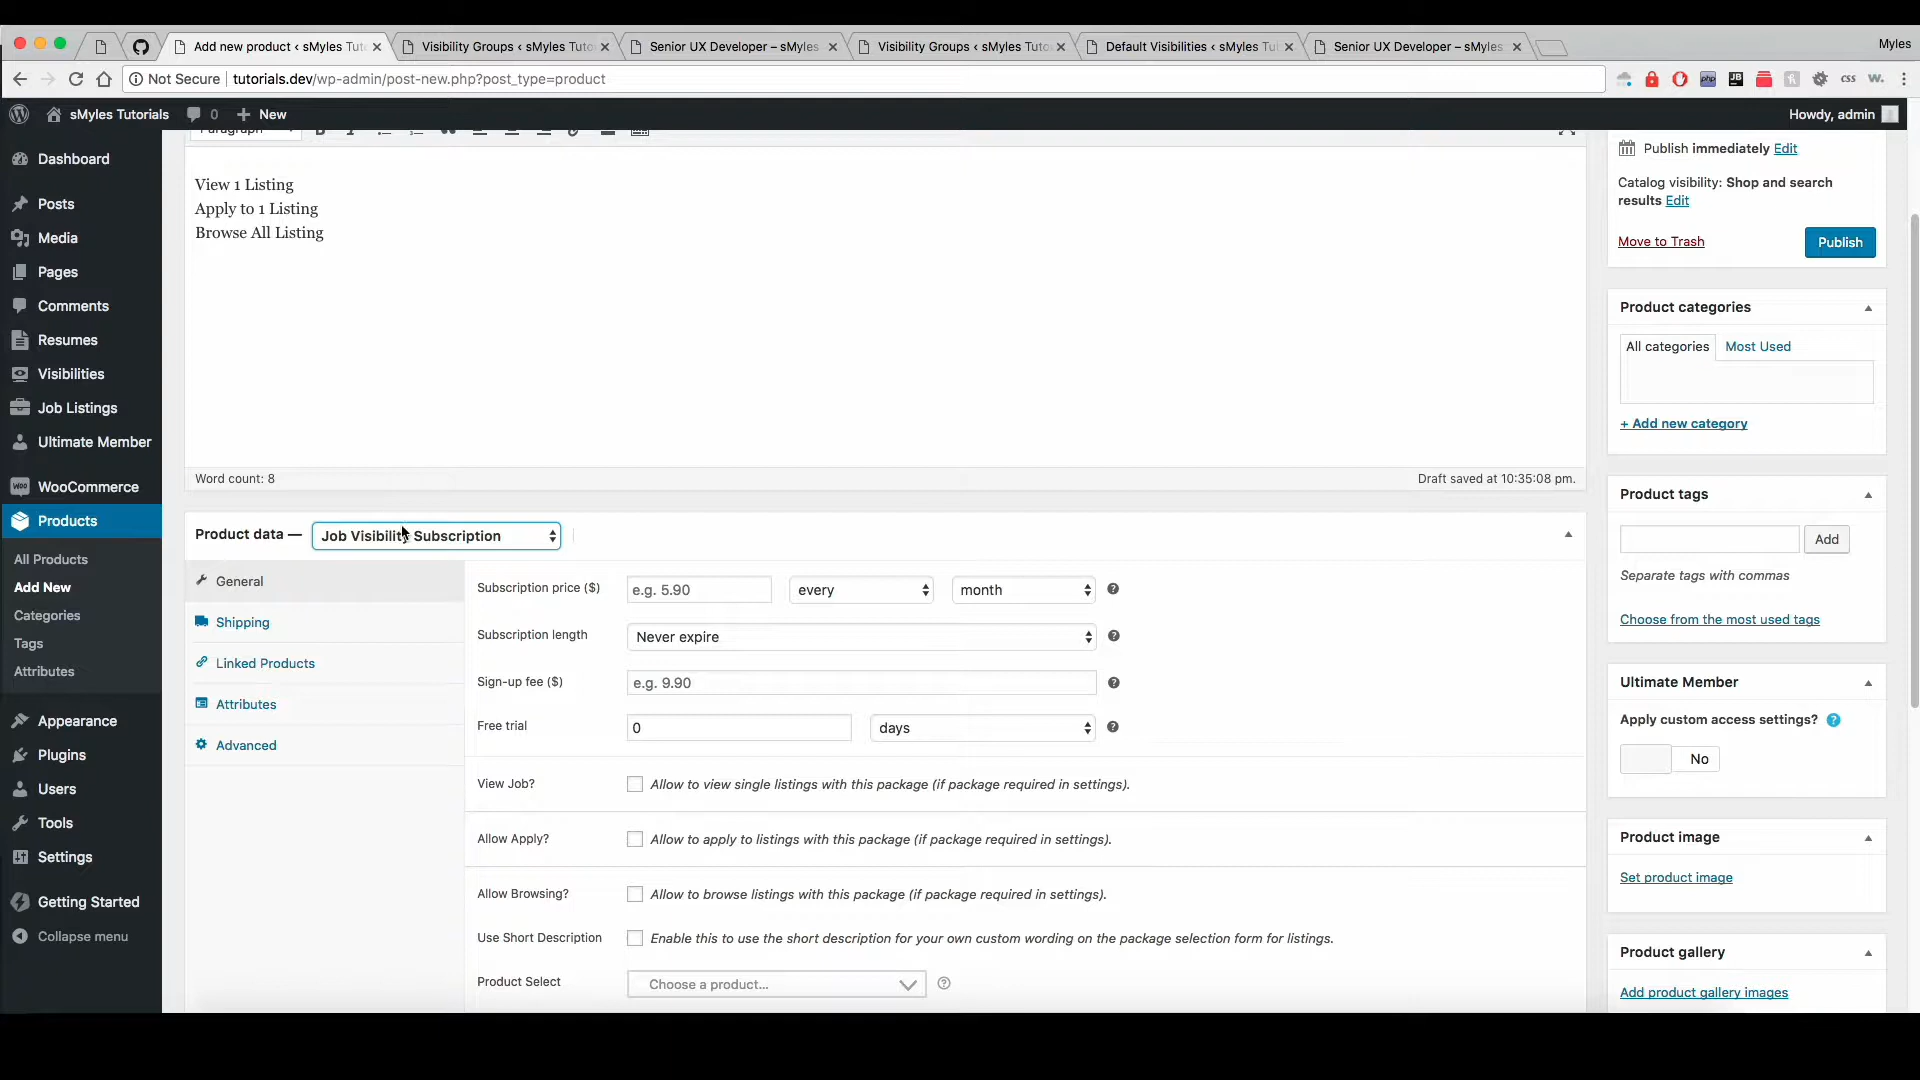 Add new product ‹ sMyles Tut
Visibility Groups ‹ sMyles Tuto
Senior UX Developer – sMyles
Visibility Groups ‹ sMyles Tuto
Default Visibilities ‹ sMyles Tu
Senior UX Developer – sMyles
Myles
Not Secure
tutorials.dev/wp-admin/post-new.php?post_type=product
php
JB
css
w.
sMyles Tutorials
0
New
Howdy, admin
Dashboard
Posts
Media
Pages
Comments
Resumes
Visibilities
Job Listings
Ultimate Member
WooCommerce
Products
All Products
Add New
Categories
Tags
Attributes
Appearance
Plugins
Users
Tools
Settings
Getting Started
Collapse menu
Paragraph
View 1 Listing
Apply to 1 Listing
Browse All Listing
Word count: 8
Draft saved at 10:35:08 pm.
Product data —
Job Visibility Subscription
General
Shipping
Linked Products
Attributes
Advanced
Subscription price ($)
e.g. 5.90
every
month
Subscription length
Never expire
Sign-up fee ($)
e.g. 9.90
Free trial
0
days
View Job?
Allow to view single listings with this package (if package required in settings).
Allow Apply?
Allow to apply to listings with this package (if package required in settings).
Allow Browsing?
Allow to browse listings with this package (if package required in settings).
Use Short Description
Enable this to use the short description for your own custom wording on the package selection form for listings.
Product Select
Choose a product...
Publish immediately Edit
Catalog visibility: Shop and search
results Edit
Move to Trash
Publish
Product categories
All categories
Most Used
+ Add new category
Product tags
Add
Separate tags with commas
Choose from the most used tags
Ultimate Member
Apply custom access settings?
No
Product image
Set product image
Product gallery
Add product gallery images